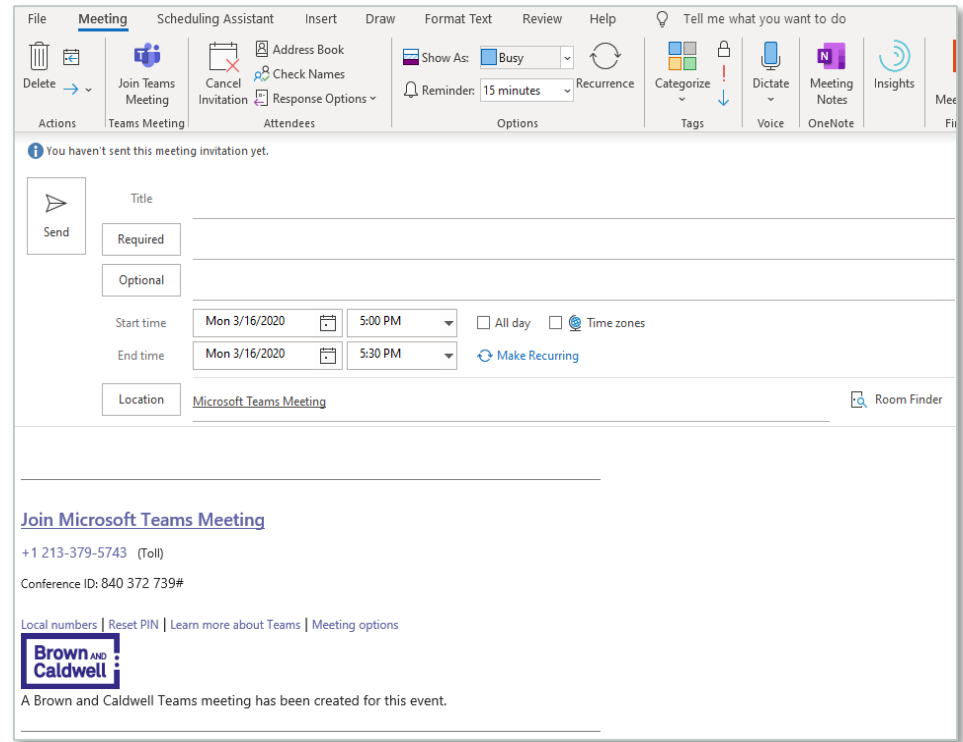 File Meeting Scheduling Assistant Insert Draw Format Text Review Help Tell me what you want to do
Delete
Actions
Join Teams
Meeting
Teams Meeting
Cancel
Invitation
Address Book
Check Names
Response Options
Attendees
Show As: Busy
Reminder: 15 minutes
Recurrence
Options
Categorize
Tags
Dictate
Voice
N
Meeting
Notes
OneNote
Insights
You haven't sent this meeting invitation yet.
Send
Title
Required
Optional
Start time Mon 3/16/2020 5:00 PM All day Time zones
End time Mon 3/16/2020 5:30 PM Make Recurring
Location Microsoft Teams Meeting Room Finder
Join Microsoft Teams Meeting
+1 213-379-5743 (Toll)
Conference ID: 840 372 739#
Local numbers | Reset PIN | Learn more about Teams | Meeting options
Brown AND
Caldwell
A Brown and Caldwell Teams meeting has been created for this event.